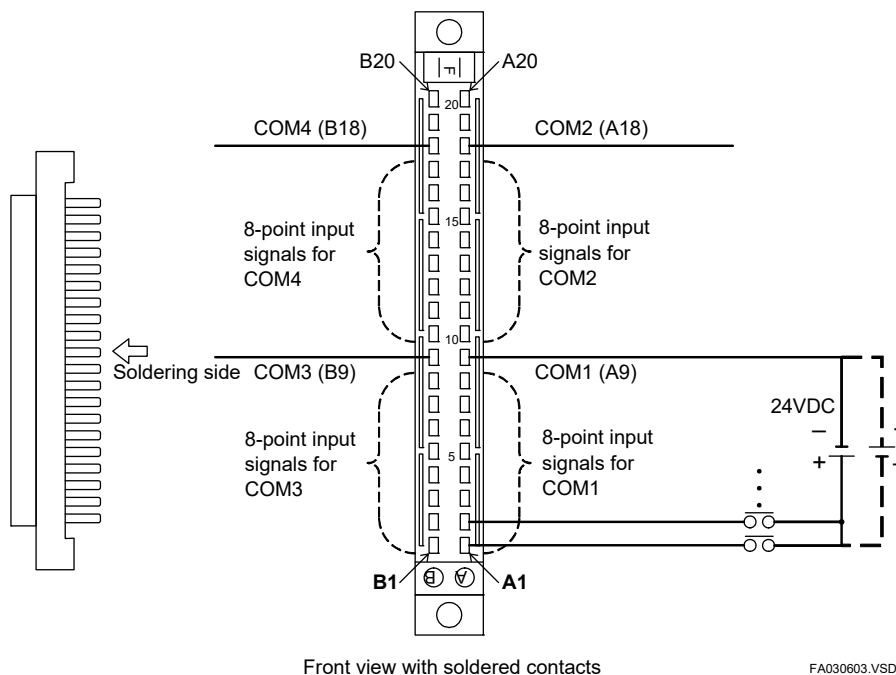 B20
F
A20
20
COM4 (B18)
COM2 (A18)
8-point input
signals for
COM4
15
8-point input
signals for
COM2
10
Soldering side
COM3 (B9)
COM1 (A9)
24VDC
8-point input
signals for
COM3
5
8-point input
signals for
COM1
−
+
B1
B
A
A1
Front view with soldered contacts
FA030603.VSD